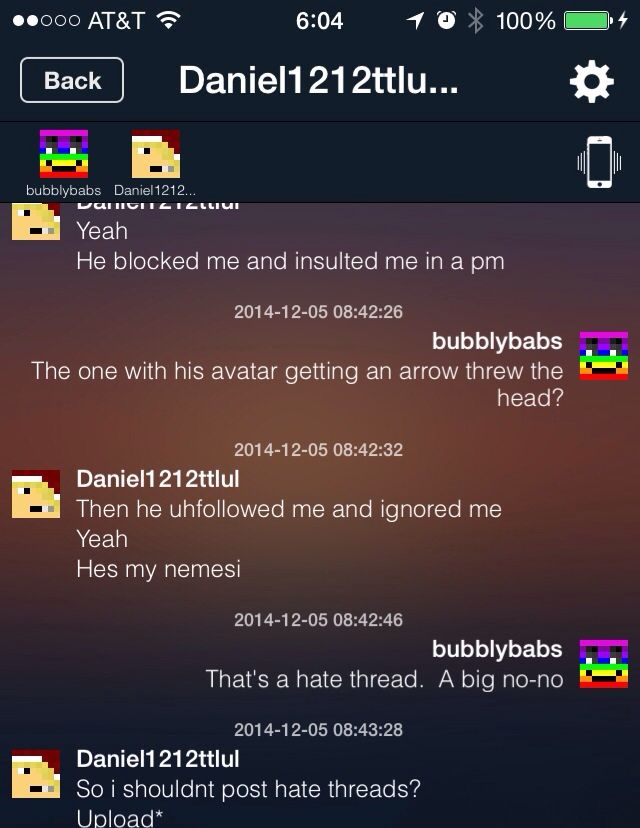 AT&T 6:04 100%
Back Daniel1212ttlu...
bubblybabs Daniel1212...
Daniel1212ttlul
Yeah
He blocked me and insulted me in a pm
2014-12-05 08:42:26
bubblybabs
The one with his avatar getting an arrow threw the
head?
2014-12-05 08:42:32
Daniel1212ttlul
Then he uhfollowed me and ignored me
Yeah
Hes my nemesi
2014-12-05 08:42:46
bubblybabs
That's a hate thread.  A big no-no
2014-12-05 08:43:28
Daniel1212ttlul
So i shouldnt post hate threads?
Upload*